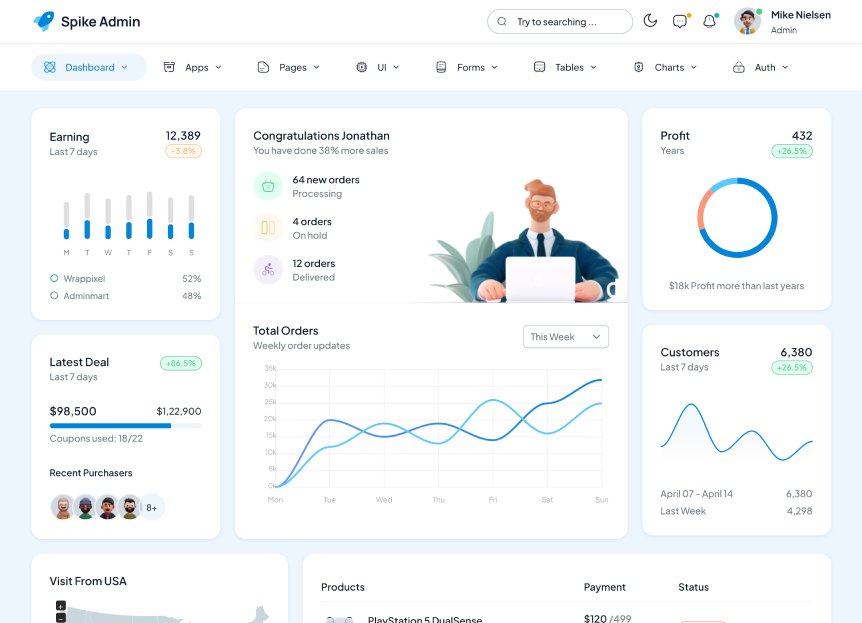 Spike Admin
Try to searching ...
Mike Nielsen
Admin
Dashboard
Apps
Pages
UI
Forms
Tables
Charts
Auth
Earning
12,389
Last 7 days
-3.8%
M T W T F S S
Wrappixel 52%
Adminmart 48%
Latest Deal
+86.5%
Last 7 days
$98,500
$1,22,900
Coupons used: 18/22
Recent Purchasers
8+
Congratulations Jonathan
You have done 38% more sales
64 new orders
Processing
4 orders
On hold
12 orders
Delivered
Total Orders
Weekly order updates
This Week
35k
30k
25k
20k
15k
10k
5k
0k
Mon Tue Wed Thu Fri Sat Sun
Profit
432
Years
+26.5%
$18k Profit more than last years
Customers
6,380
Last 7 days
+26.5%
April 07 - April 14 6,380
Last Week 4,298
Visit From USA
+
−
Products Payment Status
PlayStation 5 DualSense
$120 /499